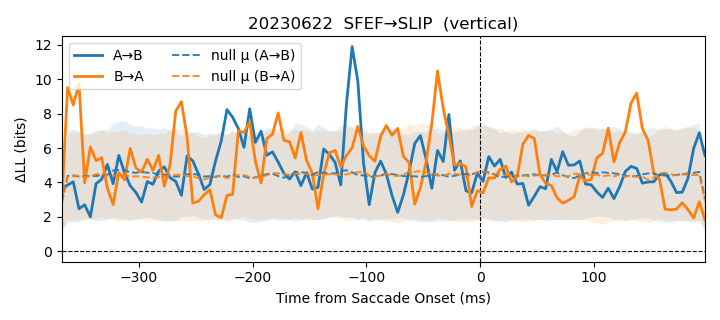 20230622  SFEF→SLIP  (vertical)
A→B
B→A
null μ (A→B)
null μ (B→A)
ΔLL (bits)
12
10
8
6
4
2
0
−300
−200
−100
0
100
Time from Saccade Onset (ms)